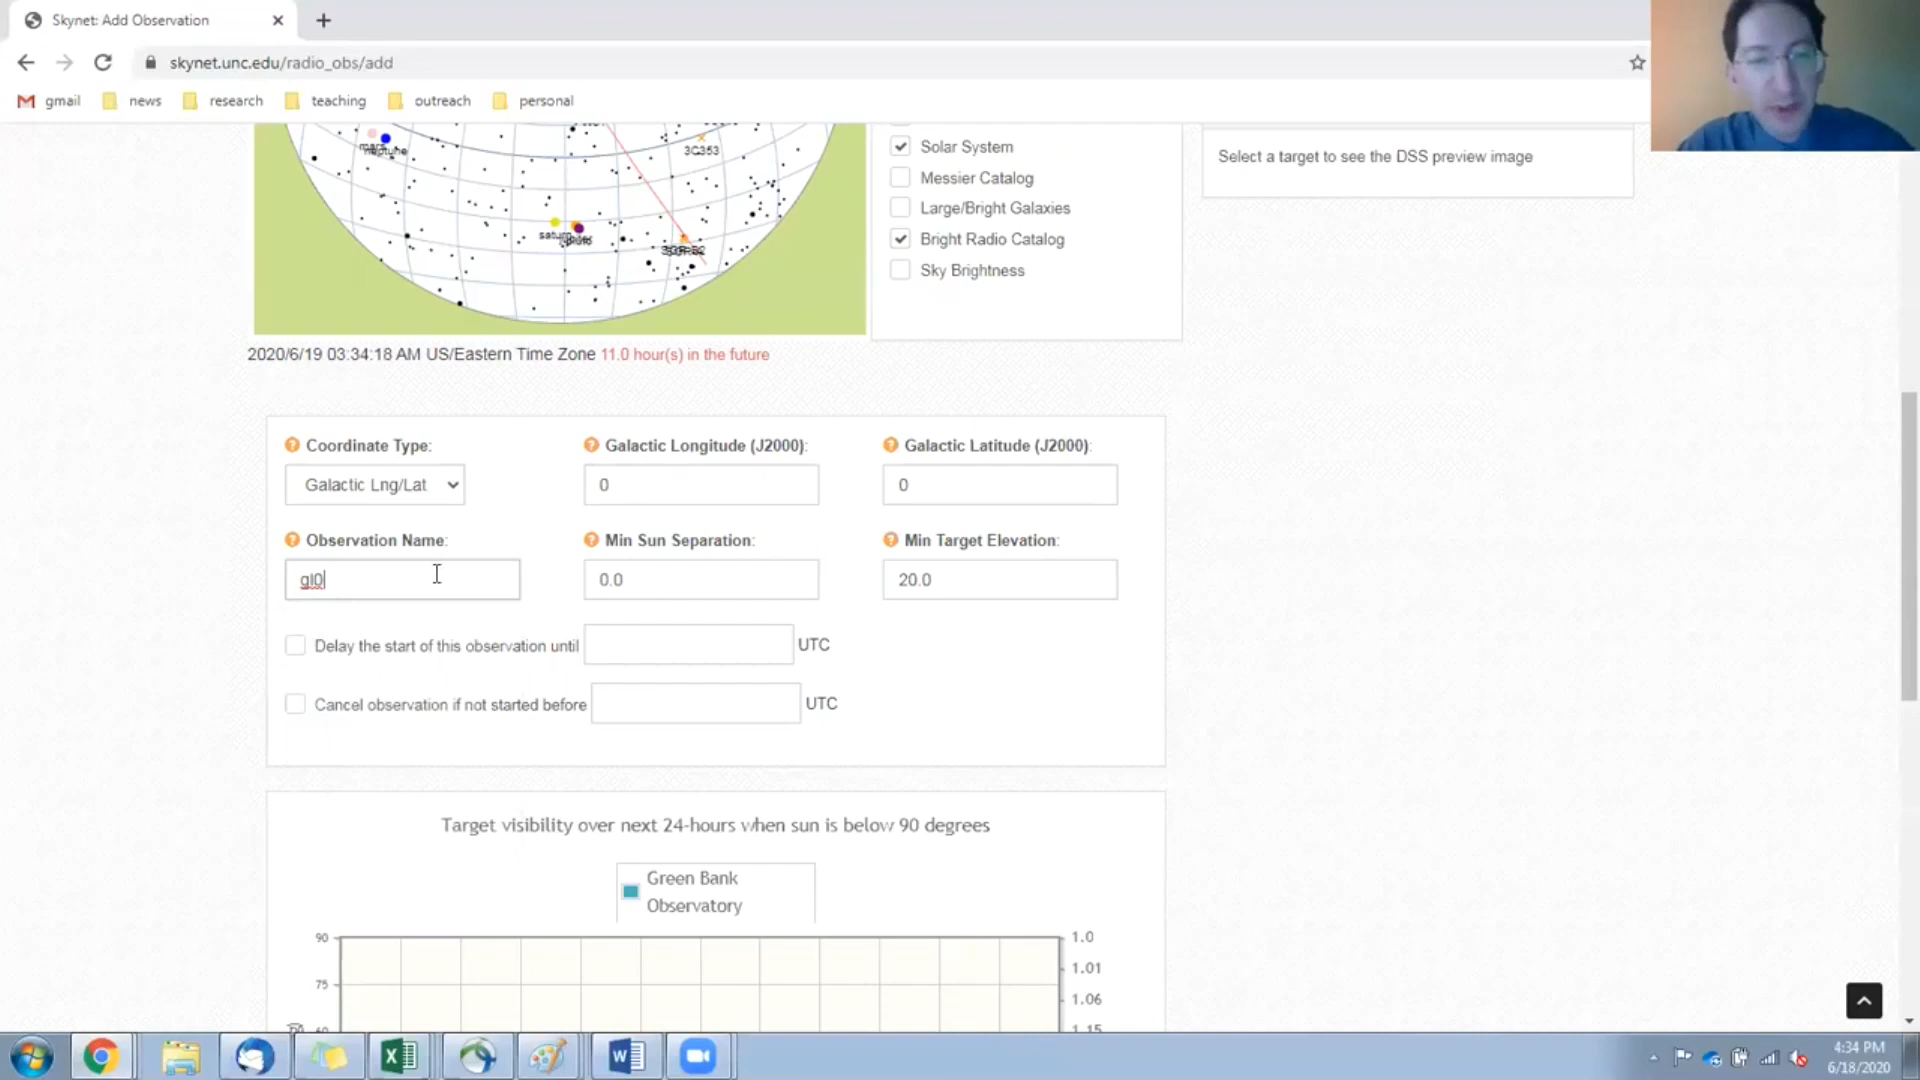 Skynet: Add Observation
skynet.unc.edu/radio_obs/add
gmail news research teaching outreach personal
neptune
3C353
saturn
Solar System
Messier Catalog
Large/Bright Galaxies
Bright Radio Catalog
Sky Brightness
Select a target to see the DSS preview image
2020/6/19 03:34:18 AM US/Eastern Time Zone 11.0 hour(s) in the future
Coordinate Type: Galactic Longitude (J2000): Galactic Latitude (J2000):
Galactic Lng/Lat 0 0
Observation Name: Min Sun Separation: Min Target Elevation:
gl0 0.0 20.0
Delay the start of this observation until UTC
Cancel observation if not started before UTC
Target visibility over next 24-hours when sun is below 90 degrees
Green Bank
Observatory
90 1.0
1.01
75
1.06
60 1.15
4:34 PM
6/18/2020